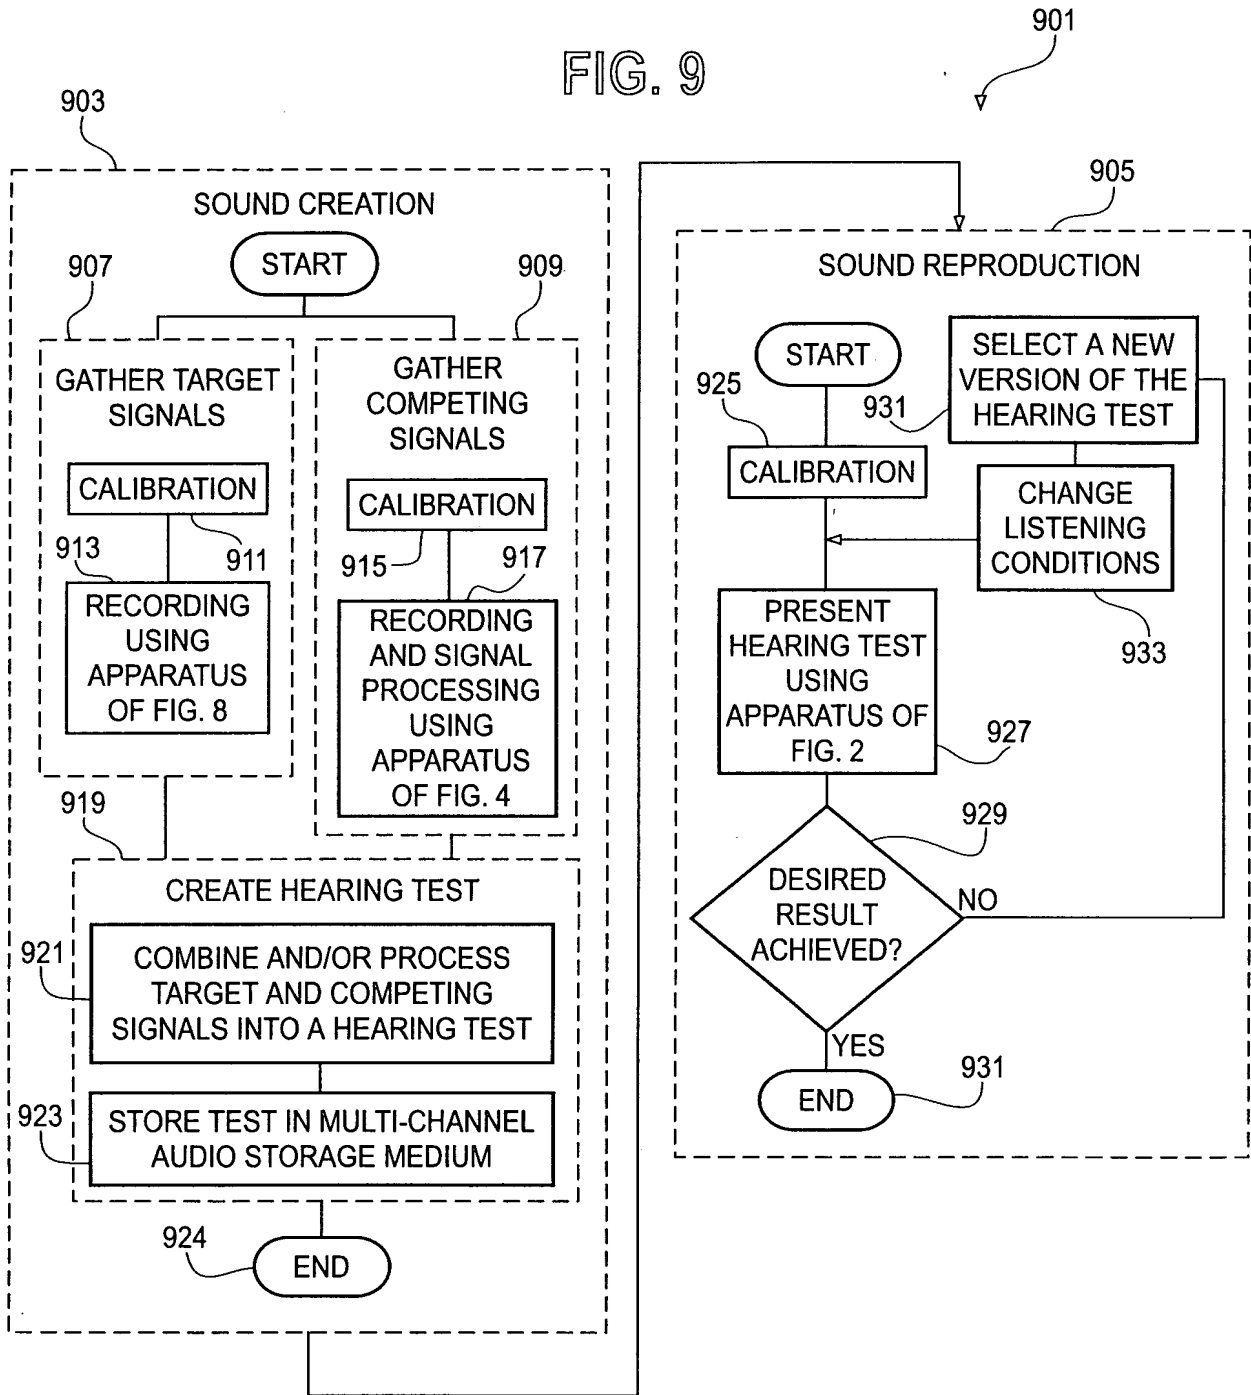 FIG. 9
901
903
SOUND CREATION
START
907
909
GATHER TARGET
SIGNALS
CALIBRATION
911
913
RECORDING
USING
APPARATUS
OF FIG. 8
GATHER
COMPETING
SIGNALS
CALIBRATION
915
917
RECORDING
AND SIGNAL
PROCESSING
USING
APPARATUS
OF FIG. 4
919
CREATE HEARING TEST
921
COMBINE AND/OR PROCESS
TARGET AND COMPETING
SIGNALS INTO A HEARING TEST
923
STORE TEST IN MULTI-CHANNEL
AUDIO STORAGE MEDIUM
924
END
905
SOUND REPRODUCTION
START
925
CALIBRATION
931
SELECT A NEW
VERSION OF THE
HEARING TEST
CHANGE
LISTENING
CONDITIONS
933
PRESENT
HEARING TEST
USING
APPARATUS OF
FIG. 2
927
929
DESIRED
RESULT
ACHIEVED?
NO
YES
931
END